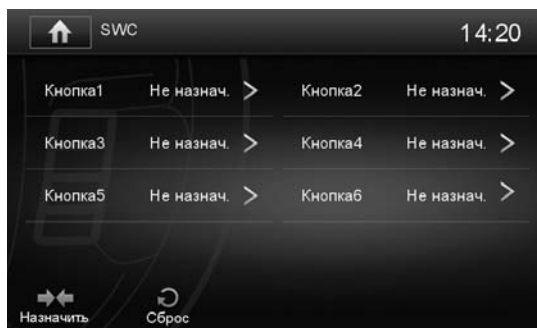 SWC 14:20
Кнопка1 Не назнач. Кнопка2 Не назнач.
Кнопка3 Не назнач. Кнопка4 Не назнач.
Кнопка5 Не назнач. Кнопка6 Не назнач.
Назначить Сброс